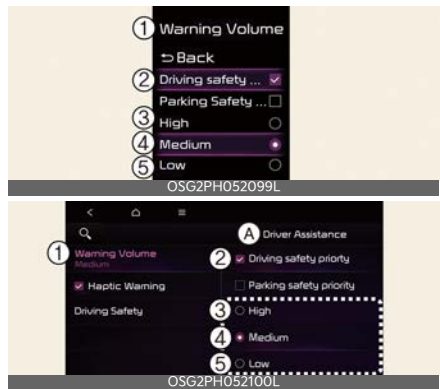 ① Warning Volume
⮌ Back
② Driving safety ...
Parking Safety ...
③ High
④ Medium
⑤ Low
OSG2PH052099L
Ⓐ Driver Assistance
① Warning Volume
Medium
② Driving safety priorty
Haptic Warning
Parking safety priority
Driving Safety
③ High
④ Medium
⑤ Low
OSG2PH052100L